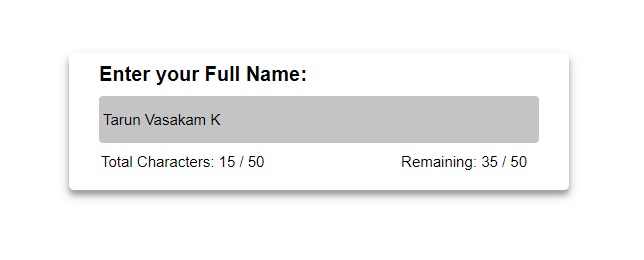 Enter your Full Name:
Tarun Vasakam K
Total Characters: 15 / 50 Remaining: 35 / 50